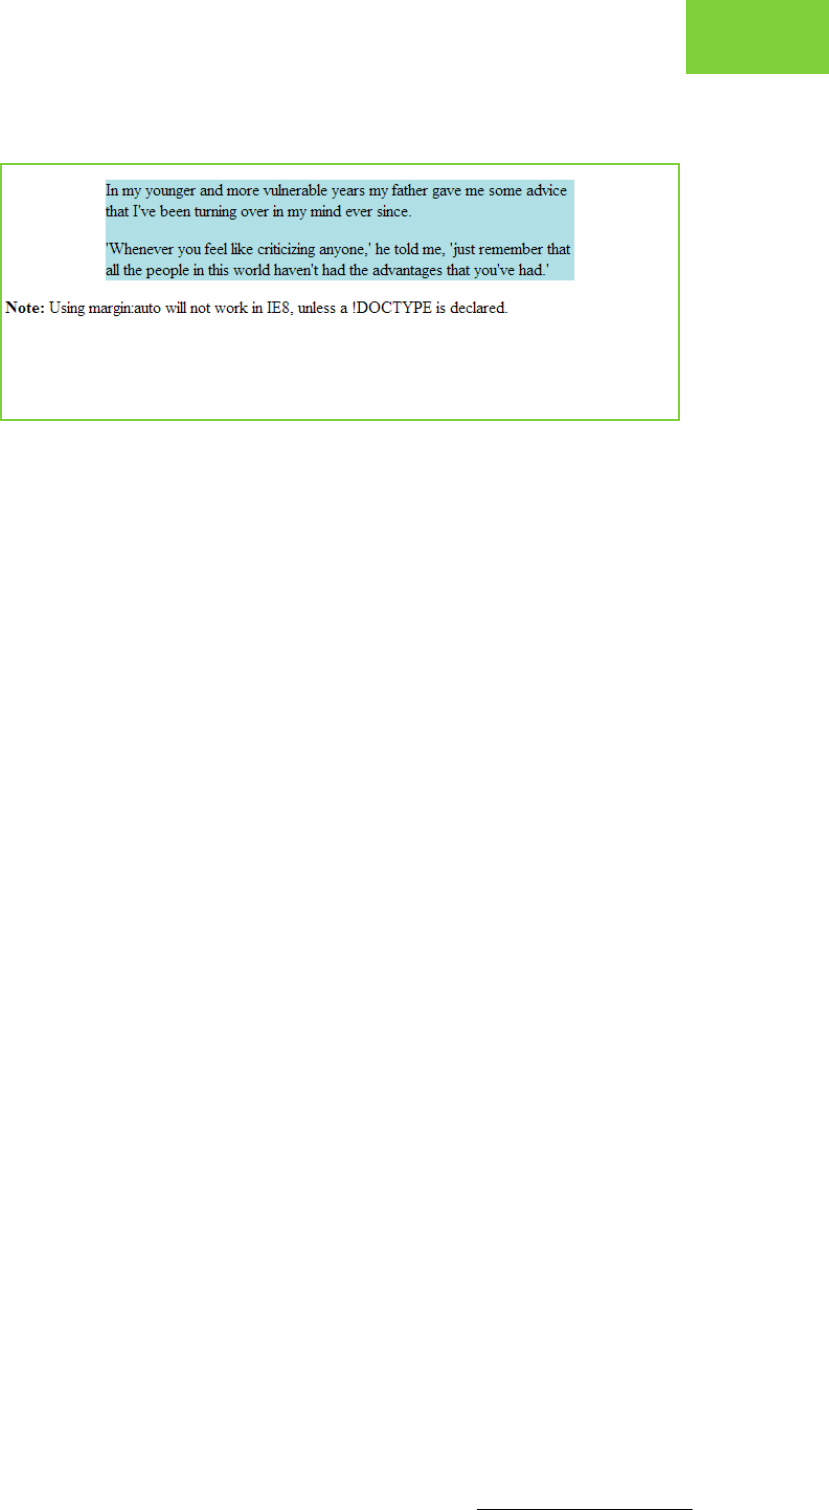 In my younger and more vulnerable years my father gave me some advice
that I've been turning over in my mind ever since.
'Whenever you feel like criticizing anyone,' he told me, 'just remember that
all the people in this world haven't had the advantages that you've had.'
Note: Using margin:auto will not work in IE8, unless a !DOCTYPE is declared.